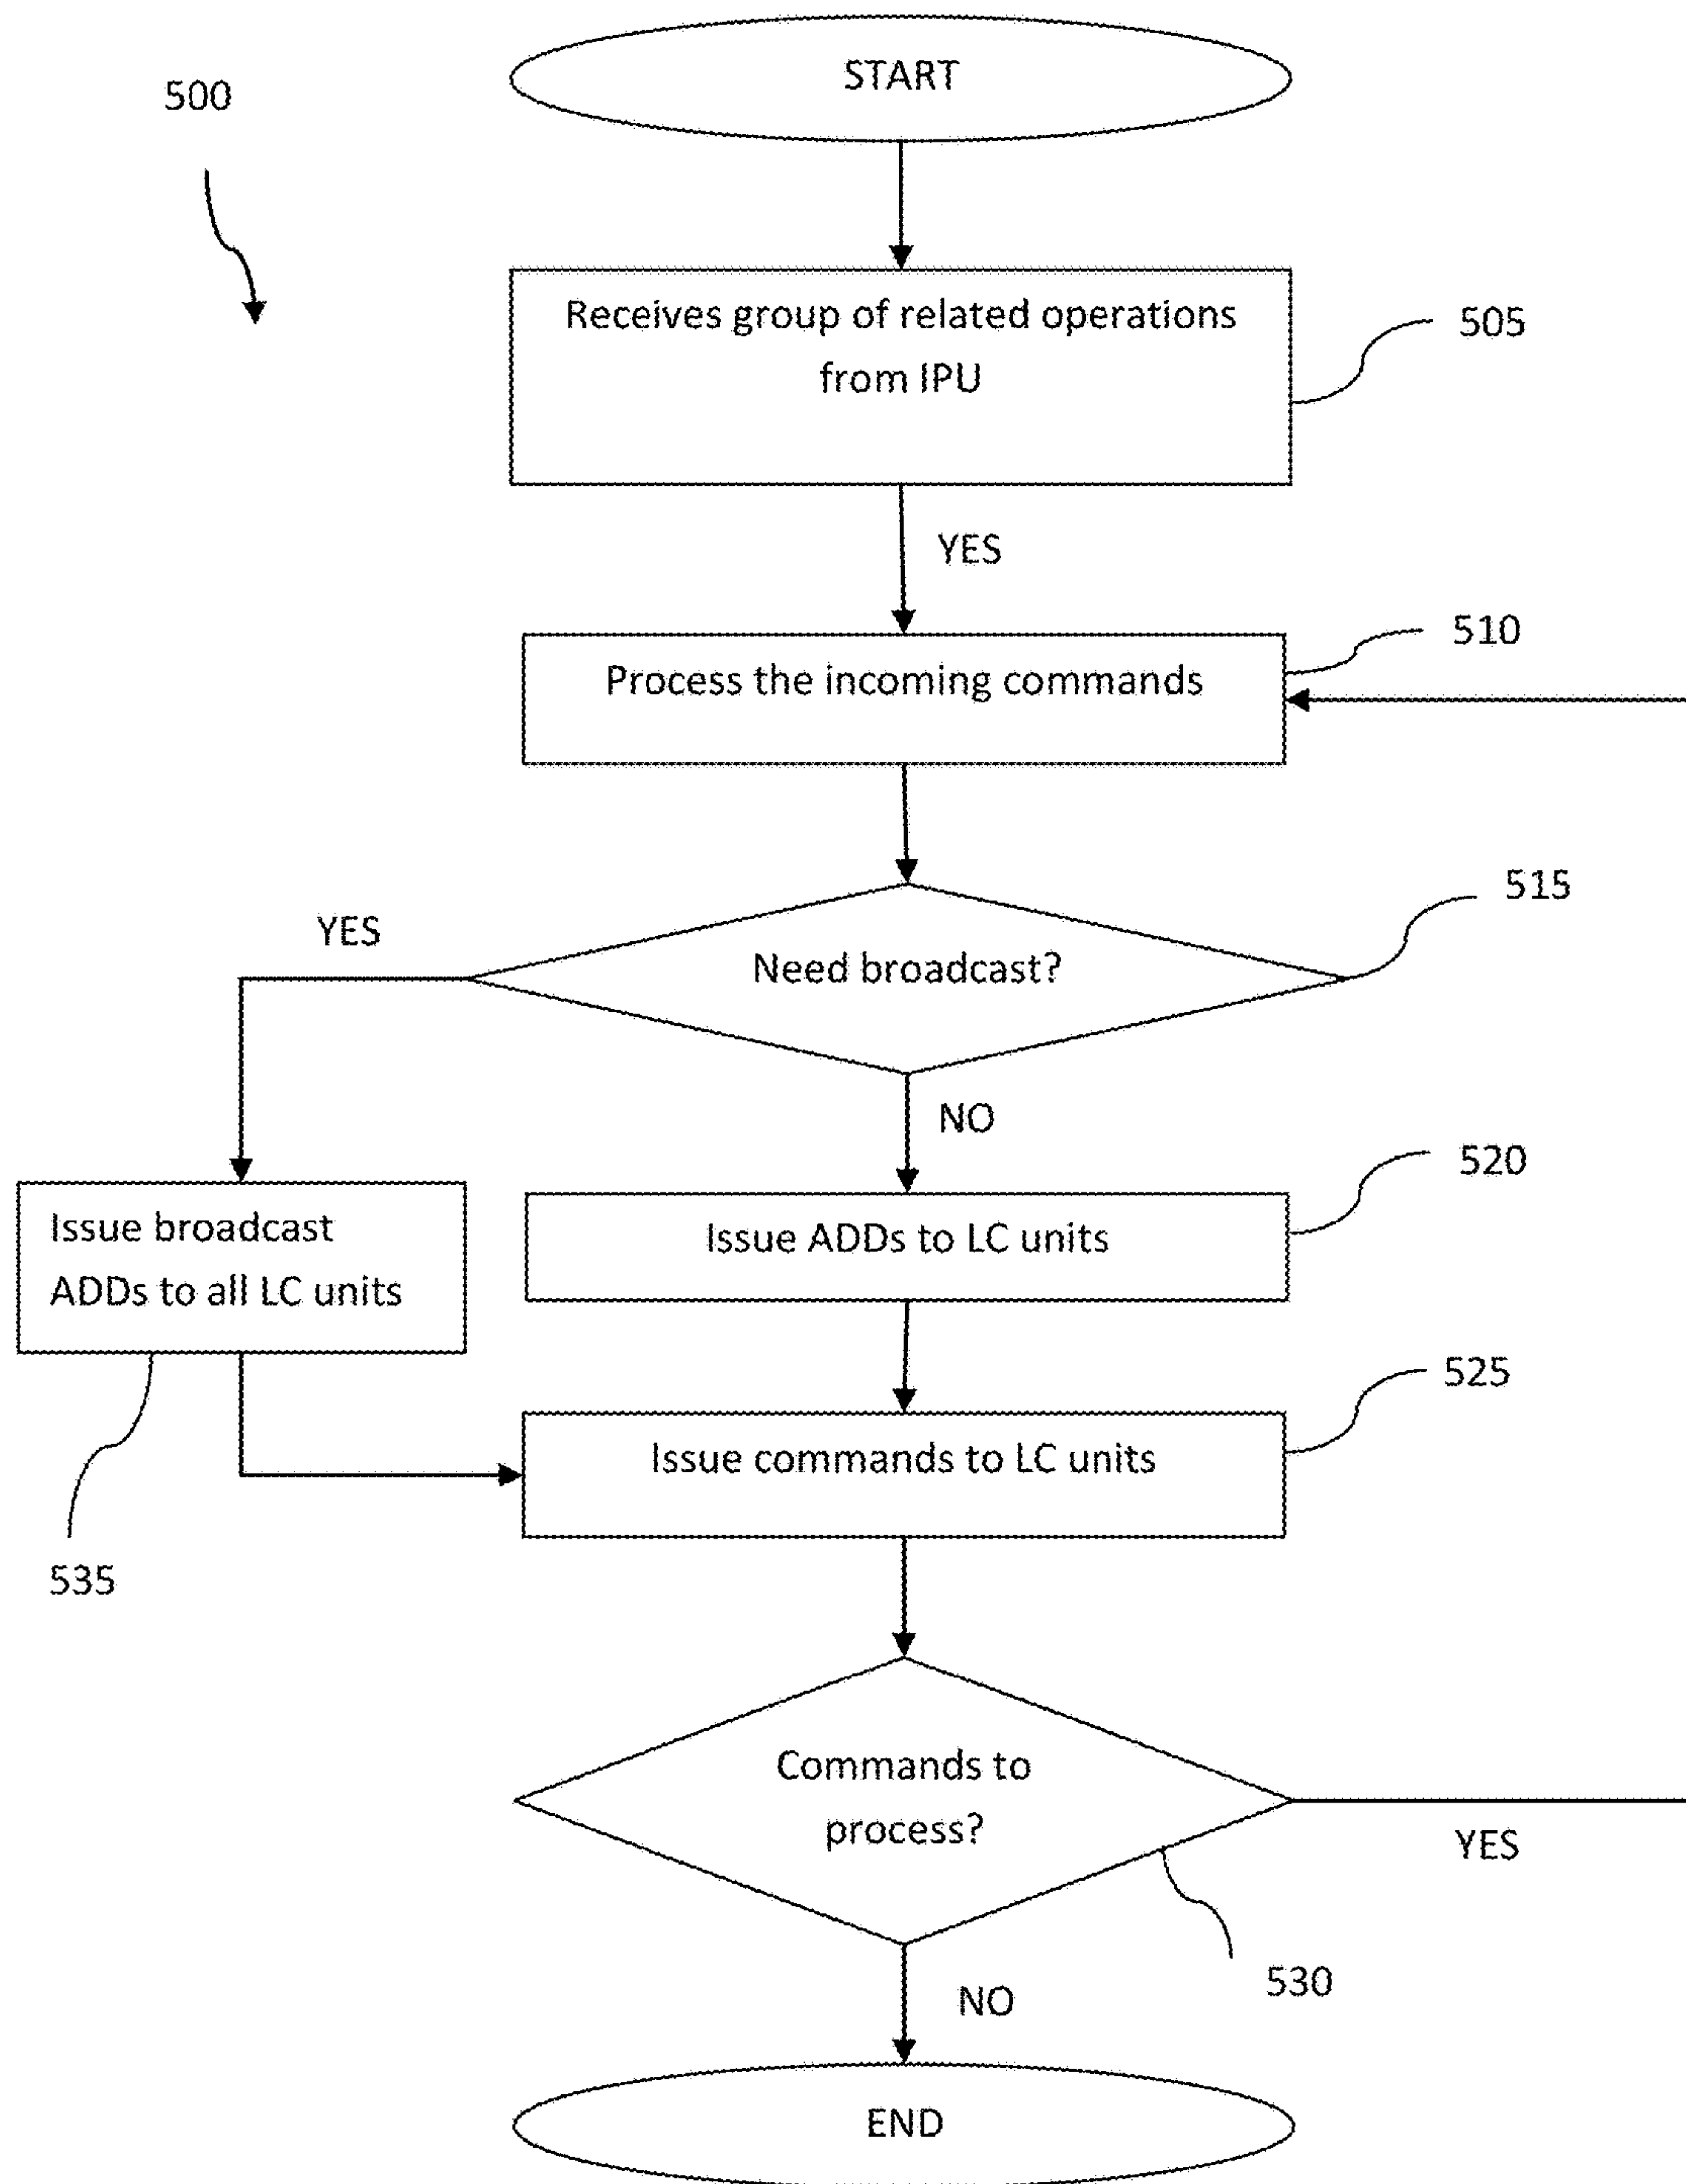 START
500
Receives group of related operations
from IPU
505
YES
510
Process the incoming commands
515
YES
Need broadcast?
NO
520
Issue broadcast
ADDs to all LC units
Issue ADDs to LC units
525
Issue commands to LC units
535
Commands to
process?
YES
530
NO
END